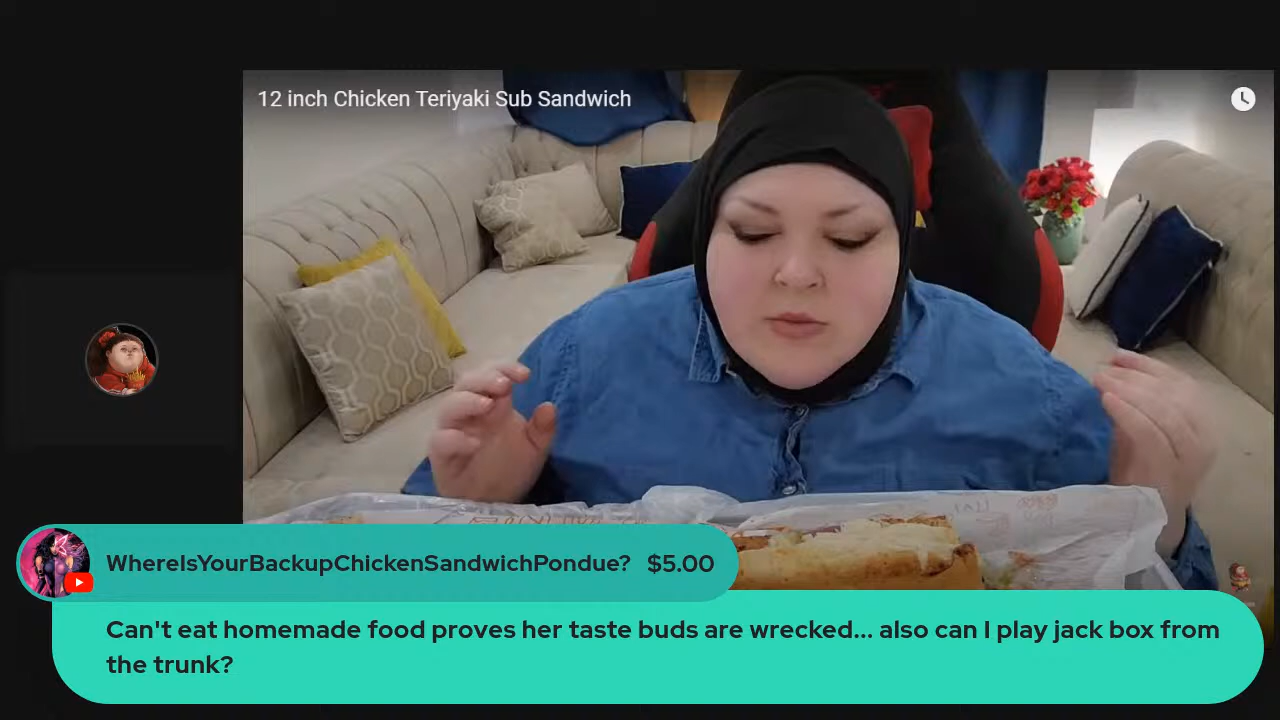 12 inch Chicken Teriyaki Sub Sandwich
WhereIsYourBackupChickenSandwichPondue? $5.00
Can't eat homemade food proves her taste buds are wrecked... also can I play jack box from
the trunk?